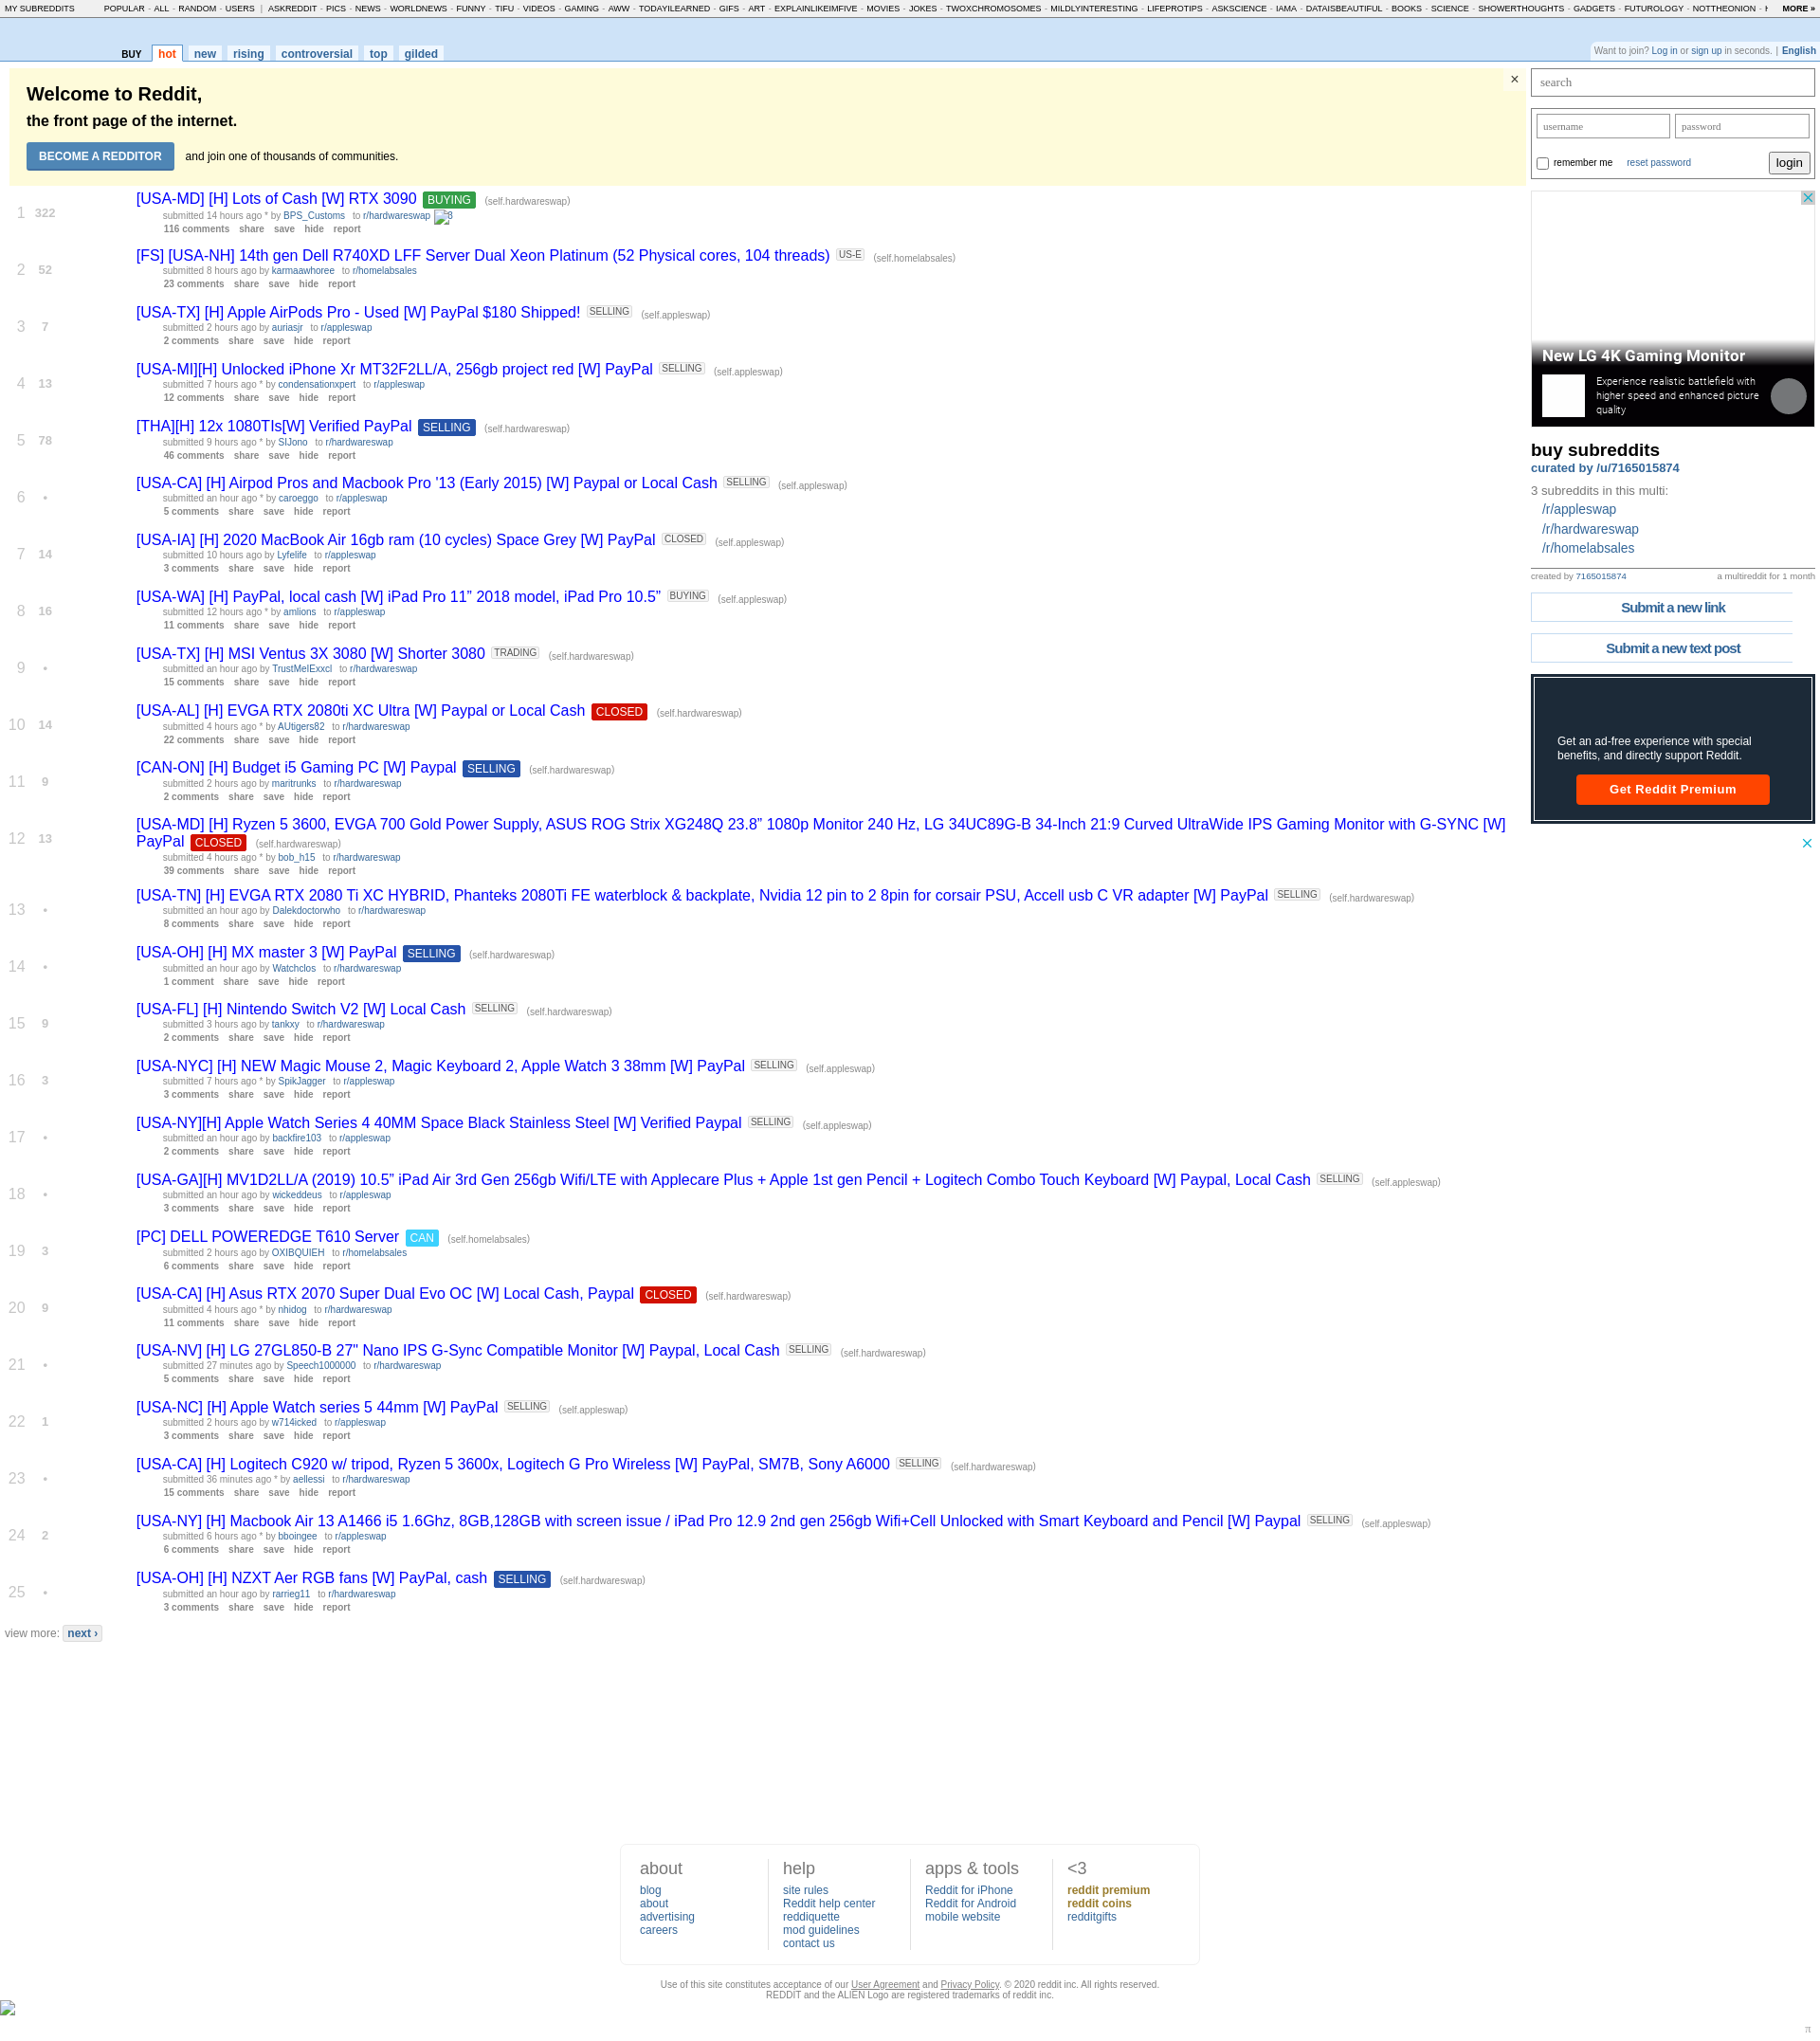 MY SUBREDDITS POPULAR - ALL - RANDOM - USERS | ASKREDDIT - PICS - NEWS - WORLDNEWS - FUNNY - TIFU - VIDEOS - GAMING - AWW - TODAYILEARNED - GIFS - ART - EXPLAINLIKEIMFIVE - MOVIES - JOKES - TWOXCHROMOSOMES - MILDLYINTERESTING - LIFEPROTIPS - ASKSCIENCE - IAMA - DATAISBEAUTIFUL - BOOKS - SCIENCE - SHOWERTHOUGHTS - GADGETS - FUTUROLOGY - NOTTHEONION - MORE »
BUY hot new rising controversial top gilded
Want to join? Log in or sign up in seconds. | English
Welcome to Reddit,
the front page of the internet.
BECOME A REDDITOR and join one of thousands of communities.
×
1 322 [USA-MD] [H] Lots of Cash [W] RTX 3090 BUYING (self.hardwareswap)
submitted 14 hours ago * by BPS_Customs to r/hardwareswap
116 comments share save hide report
2 52 [FS] [USA-NH] 14th gen Dell R740XD LFF Server Dual Xeon Platinum (52 Physical cores, 104 threads) US-E (self.homelabsales)
submitted 8 hours ago by karmaawhoree to r/homelabsales
23 comments share save hide report
3 7 [USA-TX] [H] Apple AirPods Pro - Used [W] PayPal $180 Shipped! SELLING (self.appleswap)
submitted 2 hours ago by auriasjr to r/appleswap
2 comments share save hide report
4 13 [USA-MI][H] Unlocked iPhone Xr MT32F2LL/A, 256gb project red [W] PayPal SELLING (self.appleswap)
submitted 7 hours ago * by condensationxpert to r/appleswap
12 comments share save hide report
5 78 [THA][H] 12x 1080TIs[W] Verified PayPal SELLING (self.hardwareswap)
submitted 9 hours ago * by SIJono to r/hardwareswap
46 comments share save hide report
6 • [USA-CA] [H] Airpod Pros and Macbook Pro '13 (Early 2015) [W] Paypal or Local Cash SELLING (self.appleswap)
submitted an hour ago * by caroeggo to r/appleswap
5 comments share save hide report
7 14 [USA-IA] [H] 2020 MacBook Air 16gb ram (10 cycles) Space Grey [W] PayPal CLOSED (self.appleswap)
submitted 10 hours ago by Lyfelife to r/appleswap
3 comments share save hide report
8 16 [USA-WA] [H] PayPal, local cash [W] iPad Pro 11” 2018 model, iPad Pro 10.5” BUYING (self.appleswap)
submitted 12 hours ago * by amlions to r/appleswap
11 comments share save hide report
9 • [USA-TX] [H] MSI Ventus 3X 3080 [W] Shorter 3080 TRADING (self.hardwareswap)
submitted an hour ago by TrustMeIExxcl to r/hardwareswap
15 comments share save hide report
10 14 [USA-AL] [H] EVGA RTX 2080ti XC Ultra [W] Paypal or Local Cash CLOSED (self.hardwareswap)
submitted 4 hours ago * by AUtigers82 to r/hardwareswap
22 comments share save hide report
11 9 [CAN-ON] [H] Budget i5 Gaming PC [W] Paypal SELLING (self.hardwareswap)
submitted 2 hours ago by maritrunks to r/hardwareswap
2 comments share save hide report
12 13 [USA-MD] [H] Ryzen 5 3600, EVGA 700 Gold Power Supply, ASUS ROG Strix XG248Q 23.8” 1080p Monitor 240 Hz, LG 34UC89G-B 34-Inch 21:9 Curved UltraWide IPS Gaming Monitor with G-SYNC [W]
PayPal CLOSED (self.hardwareswap)
submitted 4 hours ago * by bob_h15 to r/hardwareswap
39 comments share save hide report
13 • [USA-TN] [H] EVGA RTX 2080 Ti XC HYBRID, Phanteks 2080Ti FE waterblock & backplate, Nvidia 12 pin to 2 8pin for corsair PSU, Accell usb C VR adapter [W] PayPal SELLING (self.hardwareswap)
submitted an hour ago by Dalekdoctorwho to r/hardwareswap
8 comments share save hide report
14 • [USA-OH] [H] MX master 3 [W] PayPal SELLING (self.hardwareswap)
submitted an hour ago by Watchclos to r/hardwareswap
1 comment share save hide report
15 9 [USA-FL] [H] Nintendo Switch V2 [W] Local Cash SELLING (self.hardwareswap)
submitted 3 hours ago by tankxy to r/hardwareswap
2 comments share save hide report
16 3 [USA-NYC] [H] NEW Magic Mouse 2, Magic Keyboard 2, Apple Watch 3 38mm [W] PayPal SELLING (self.appleswap)
submitted 7 hours ago * by SpikJagger to r/appleswap
3 comments share save hide report
17 • [USA-NY][H] Apple Watch Series 4 40MM Space Black Stainless Steel [W] Verified Paypal SELLING (self.appleswap)
submitted an hour ago by backfire103 to r/appleswap
2 comments share save hide report
18 • [USA-GA][H] MV1D2LL/A (2019) 10.5” iPad Air 3rd Gen 256gb Wifi/LTE with Applecare Plus + Apple 1st gen Pencil + Logitech Combo Touch Keyboard [W] Paypal, Local Cash SELLING (self.appleswap)
submitted an hour ago by wickeddeus to r/appleswap
3 comments share save hide report
19 3 [PC] DELL POWEREDGE T610 Server CAN (self.homelabsales)
submitted 2 hours ago by OXIBQUIEH to r/homelabsales
6 comments share save hide report
20 9 [USA-CA] [H] Asus RTX 2070 Super Dual Evo OC [W] Local Cash, Paypal CLOSED (self.hardwareswap)
submitted 4 hours ago * by nhidog to r/hardwareswap
11 comments share save hide report
21 • [USA-NV] [H] LG 27GL850-B 27" Nano IPS G-Sync Compatible Monitor [W] Paypal, Local Cash SELLING (self.hardwareswap)
submitted 27 minutes ago by Speech1000000 to r/hardwareswap
5 comments share save hide report
22 1 [USA-NC] [H] Apple Watch series 5 44mm [W] PayPal SELLING (self.appleswap)
submitted 2 hours ago by w714icked to r/appleswap
3 comments share save hide report
23 • [USA-CA] [H] Logitech C920 w/ tripod, Ryzen 5 3600x, Logitech G Pro Wireless [W] PayPal, SM7B, Sony A6000 SELLING (self.hardwareswap)
submitted 36 minutes ago * by aellessi to r/hardwareswap
15 comments share save hide report
24 2 [USA-NY] [H] Macbook Air 13 A1466 i5 1.6Ghz, 8GB,128GB with screen issue / iPad Pro 12.9 2nd gen 256gb Wifi+Cell Unlocked with Smart Keyboard and Pencil [W] Paypal SELLING (self.appleswap)
submitted 6 hours ago * by bboingee to r/appleswap
6 comments share save hide report
25 • [USA-OH] [H] NZXT Aer RGB fans [W] PayPal, cash SELLING (self.hardwareswap)
submitted an hour ago by rarrieg11 to r/hardwareswap
3 comments share save hide report
view more: next ›
search
username password
remember me reset password login
New LG 4K Gaming Monitor
Experience realistic battlefield with
higher speed and enhanced picture
quality
buy subreddits
curated by /u/7165015874
3 subreddits in this multi:
/r/appleswap
/r/hardwareswap
/r/homelabsales
created by 7165015874 a multireddit for 1 month
Submit a new link
Submit a new text post
Get an ad-free experience with special
benefits, and directly support Reddit.
Get Reddit Premium
about
blog
about
advertising
careers
help
site rules
Reddit help center
reddiquette
mod guidelines
contact us
apps & tools
Reddit for iPhone
Reddit for Android
mobile website
<3
reddit premium
reddit coins
redditgifts
Use of this site constitutes acceptance of our User Agreement and Privacy Policy. © 2020 reddit inc. All rights reserved.
REDDIT and the ALIEN Logo are registered trademarks of reddit inc.
π